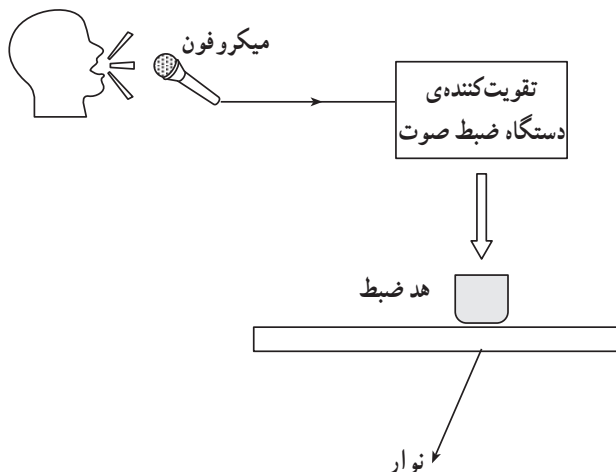 میکروفون
تقویت‌کننده‌ی
دستگاه ضبط صوت
هد ضبط
نوار